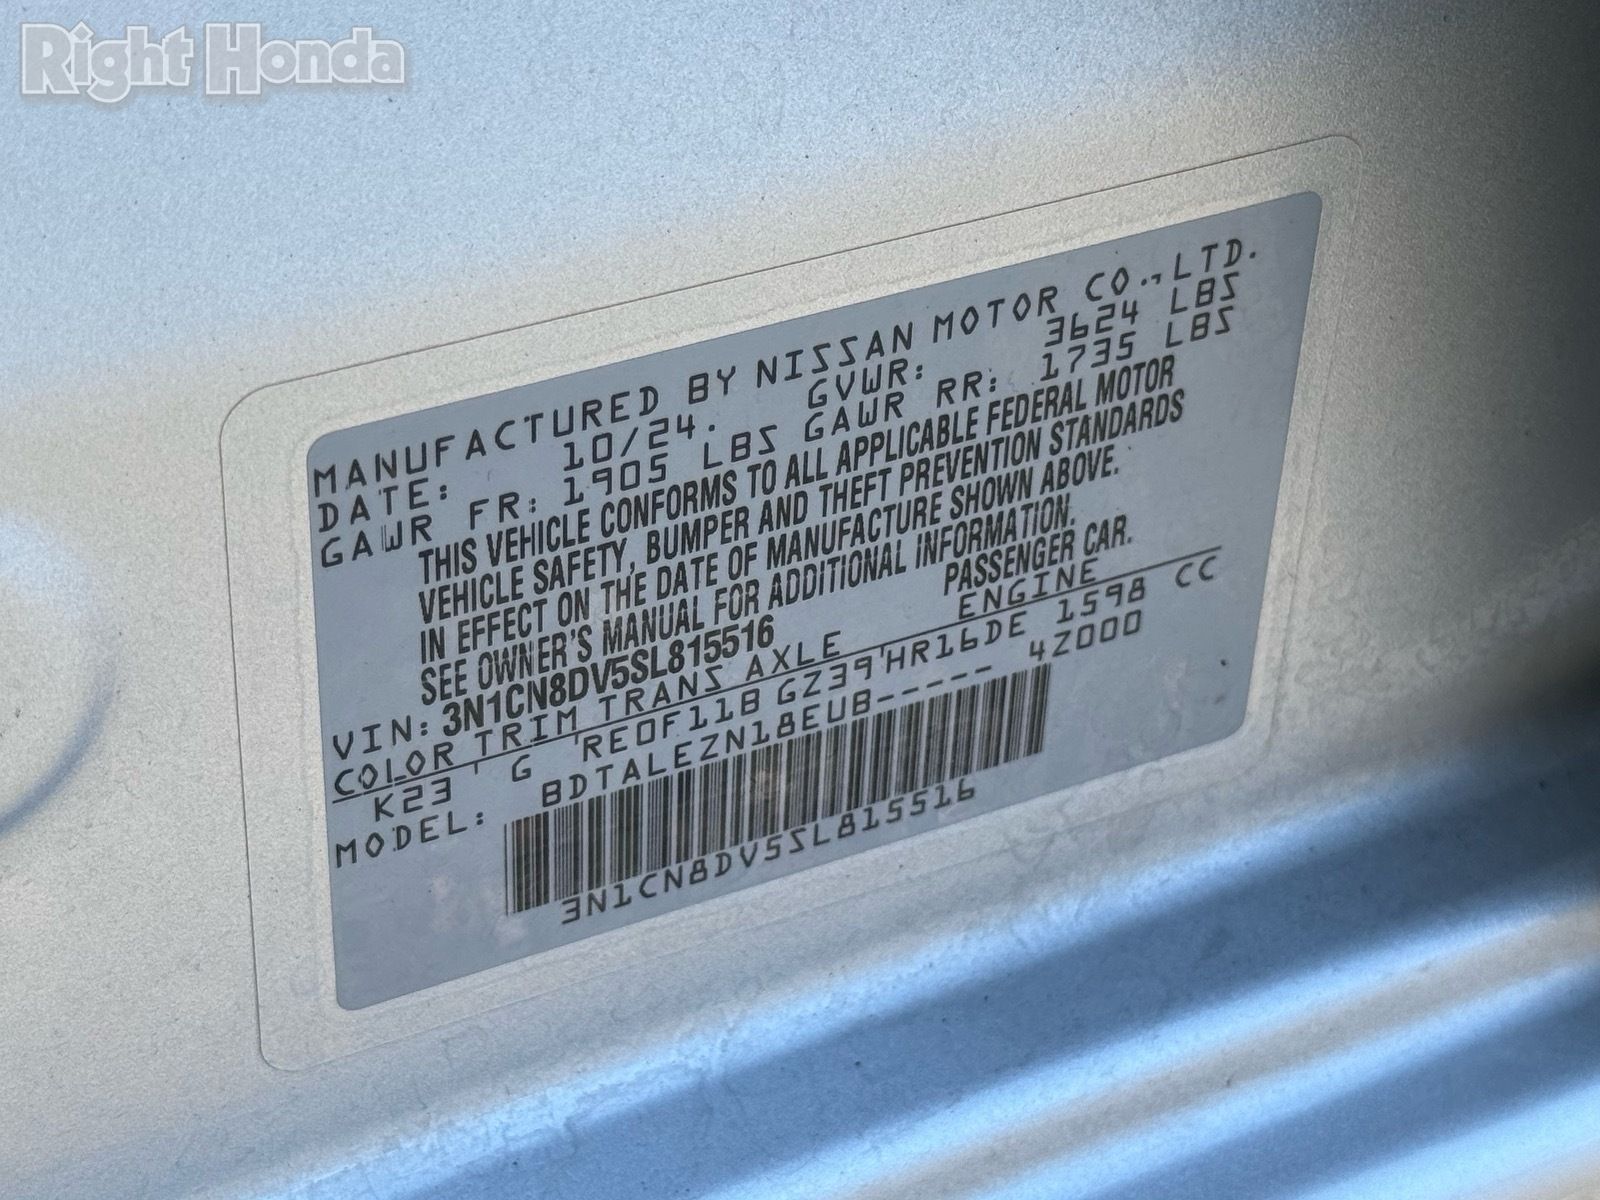 Right Honda
MANUFACTURED BY NISSAN MOTOR CO.,LTD.
DATE: 10/24. GVWR: 3624 LBS
GAWR FR: 1905 LBS GAWR RR: 1735 LBS
THIS VEHICLE CONFORMS TO ALL APPLICABLE FEDERAL MOTOR
VEHICLE SAFETY, BUMPER AND THEFT PREVENTION STANDARDS
IN EFFECT ON THE DATE OF MANUFACTURE SHOWN ABOVE.
SEE OWNER'S MANUAL FOR ADDITIONAL INFORMATION.
VIN: 3N1CN8DV5SL815516 PASSENGER CAR.
COLOR TRIM TRANS AXLE ENGINE
K23 G RE0F11B GZ39 HR16DE 1598 CC
MODEL: BDTALEZN18EUB----- 4Z000
3N1CN8DV5SL815516